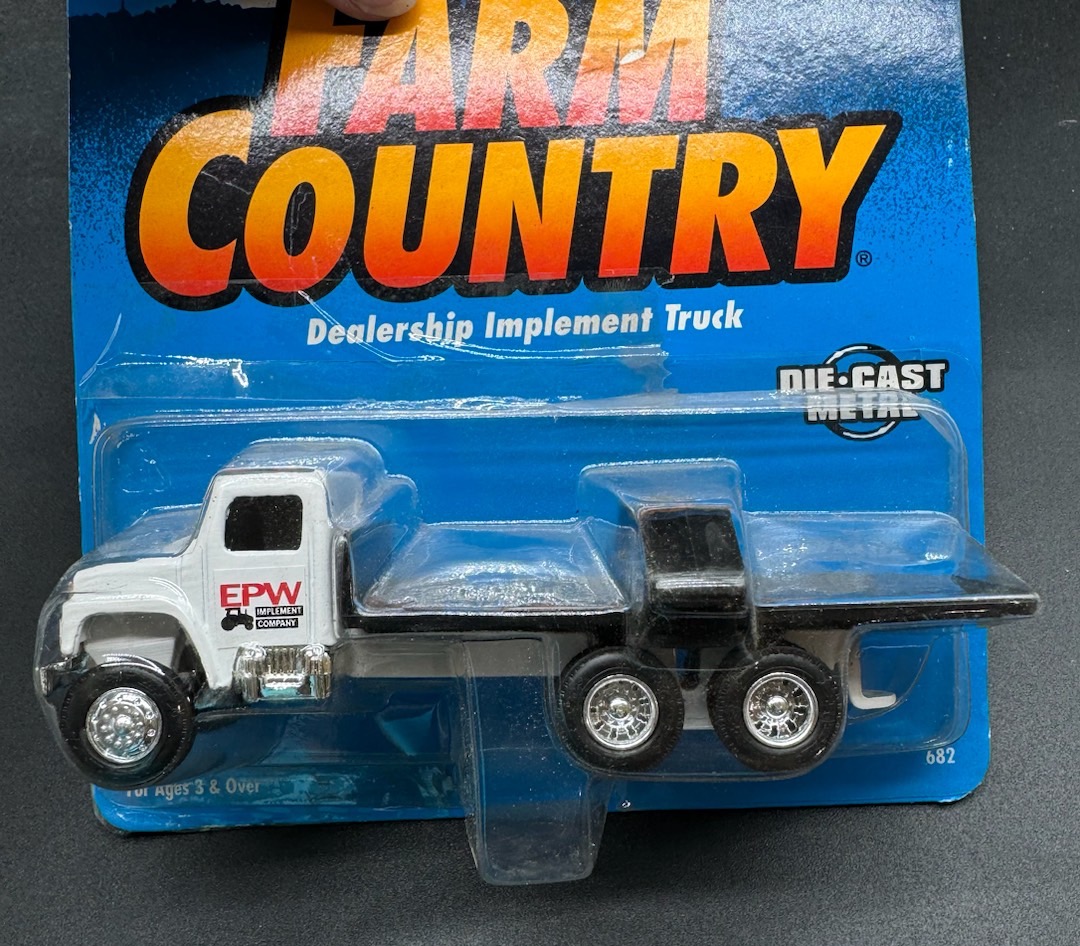 FARM
COUNTRY®
Dealership Implement Truck
DIE•CAST
METAL
EPW
IMPLEMENT
COMPANY
682
For Ages 3 & Over